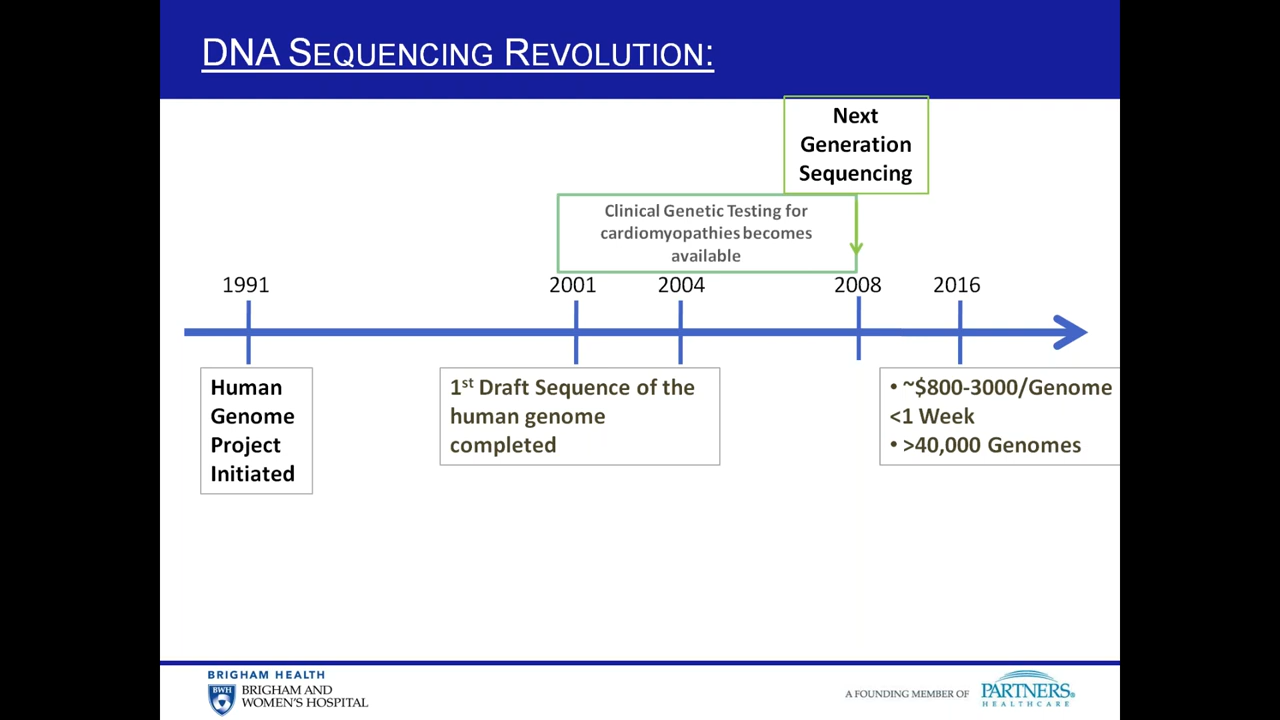 DNA SEQUENCING REVOLUTION:
Next
Generation
Sequencing
Clinical Genetic Testing for
cardiomyopathies becomes
available
1991
2001
2004
2008
2016
Human
Genome
Project
Initiated
1st Draft Sequence of the
human genome
completed
• ~$800-3000/Genome
<1 Week
• >40,000 Genomes
BRIGHAM HEALTH
BWH
BRIGHAM AND
WOMEN'S HOSPITAL
A FOUNDING MEMBER OF
PARTNERS®
HEALTHCARE